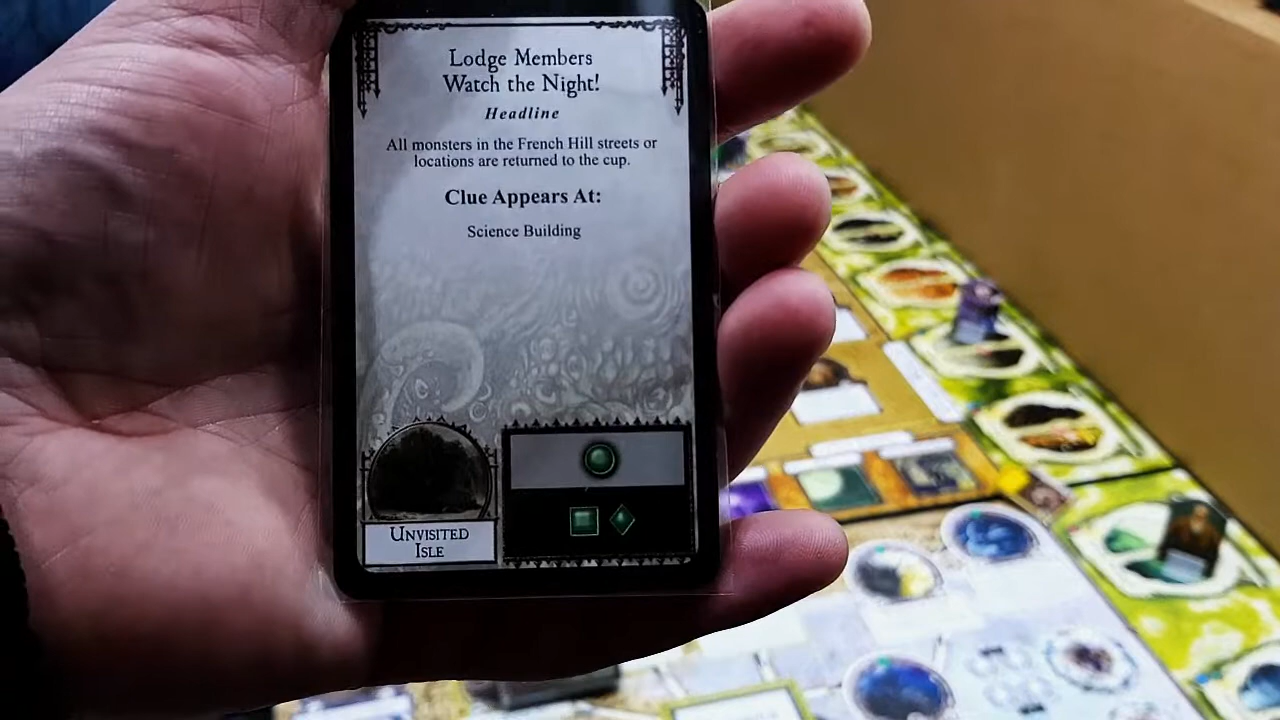 Lodge Members
Watch the Night!
Headline
All monsters in the French Hill streets or
locations are returned to the cup.
Clue Appears At:
Science Building
Unvisited
Isle